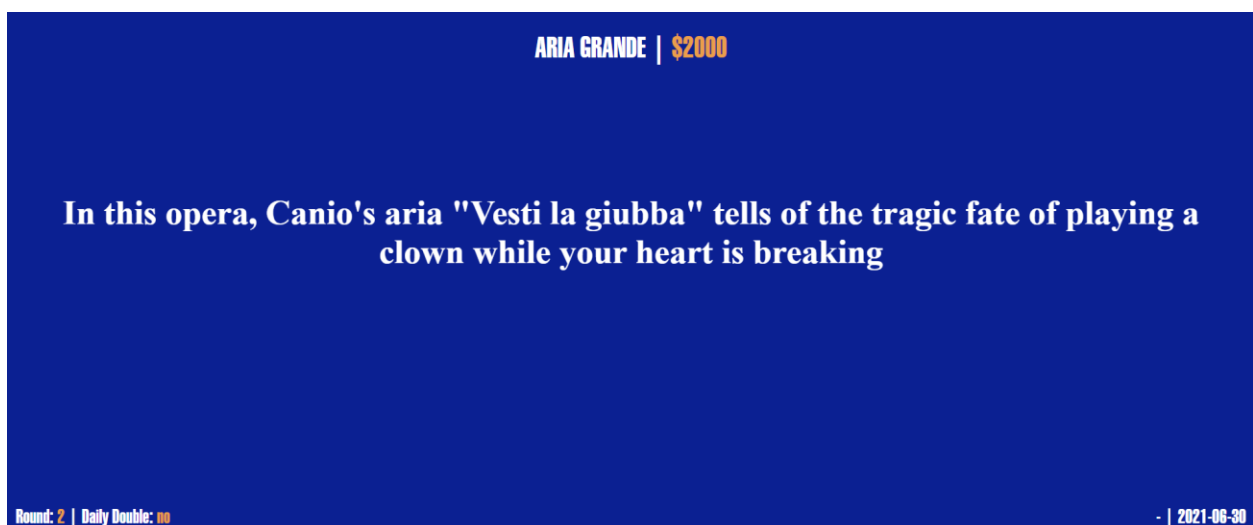 ARIA GRANDE | $2000
In this opera, Canio's aria "Vesti la giubba" tells of the tragic fate of playing a
clown while your heart is breaking
Round: 2 | Daily Double: no
- | 2021-06-30